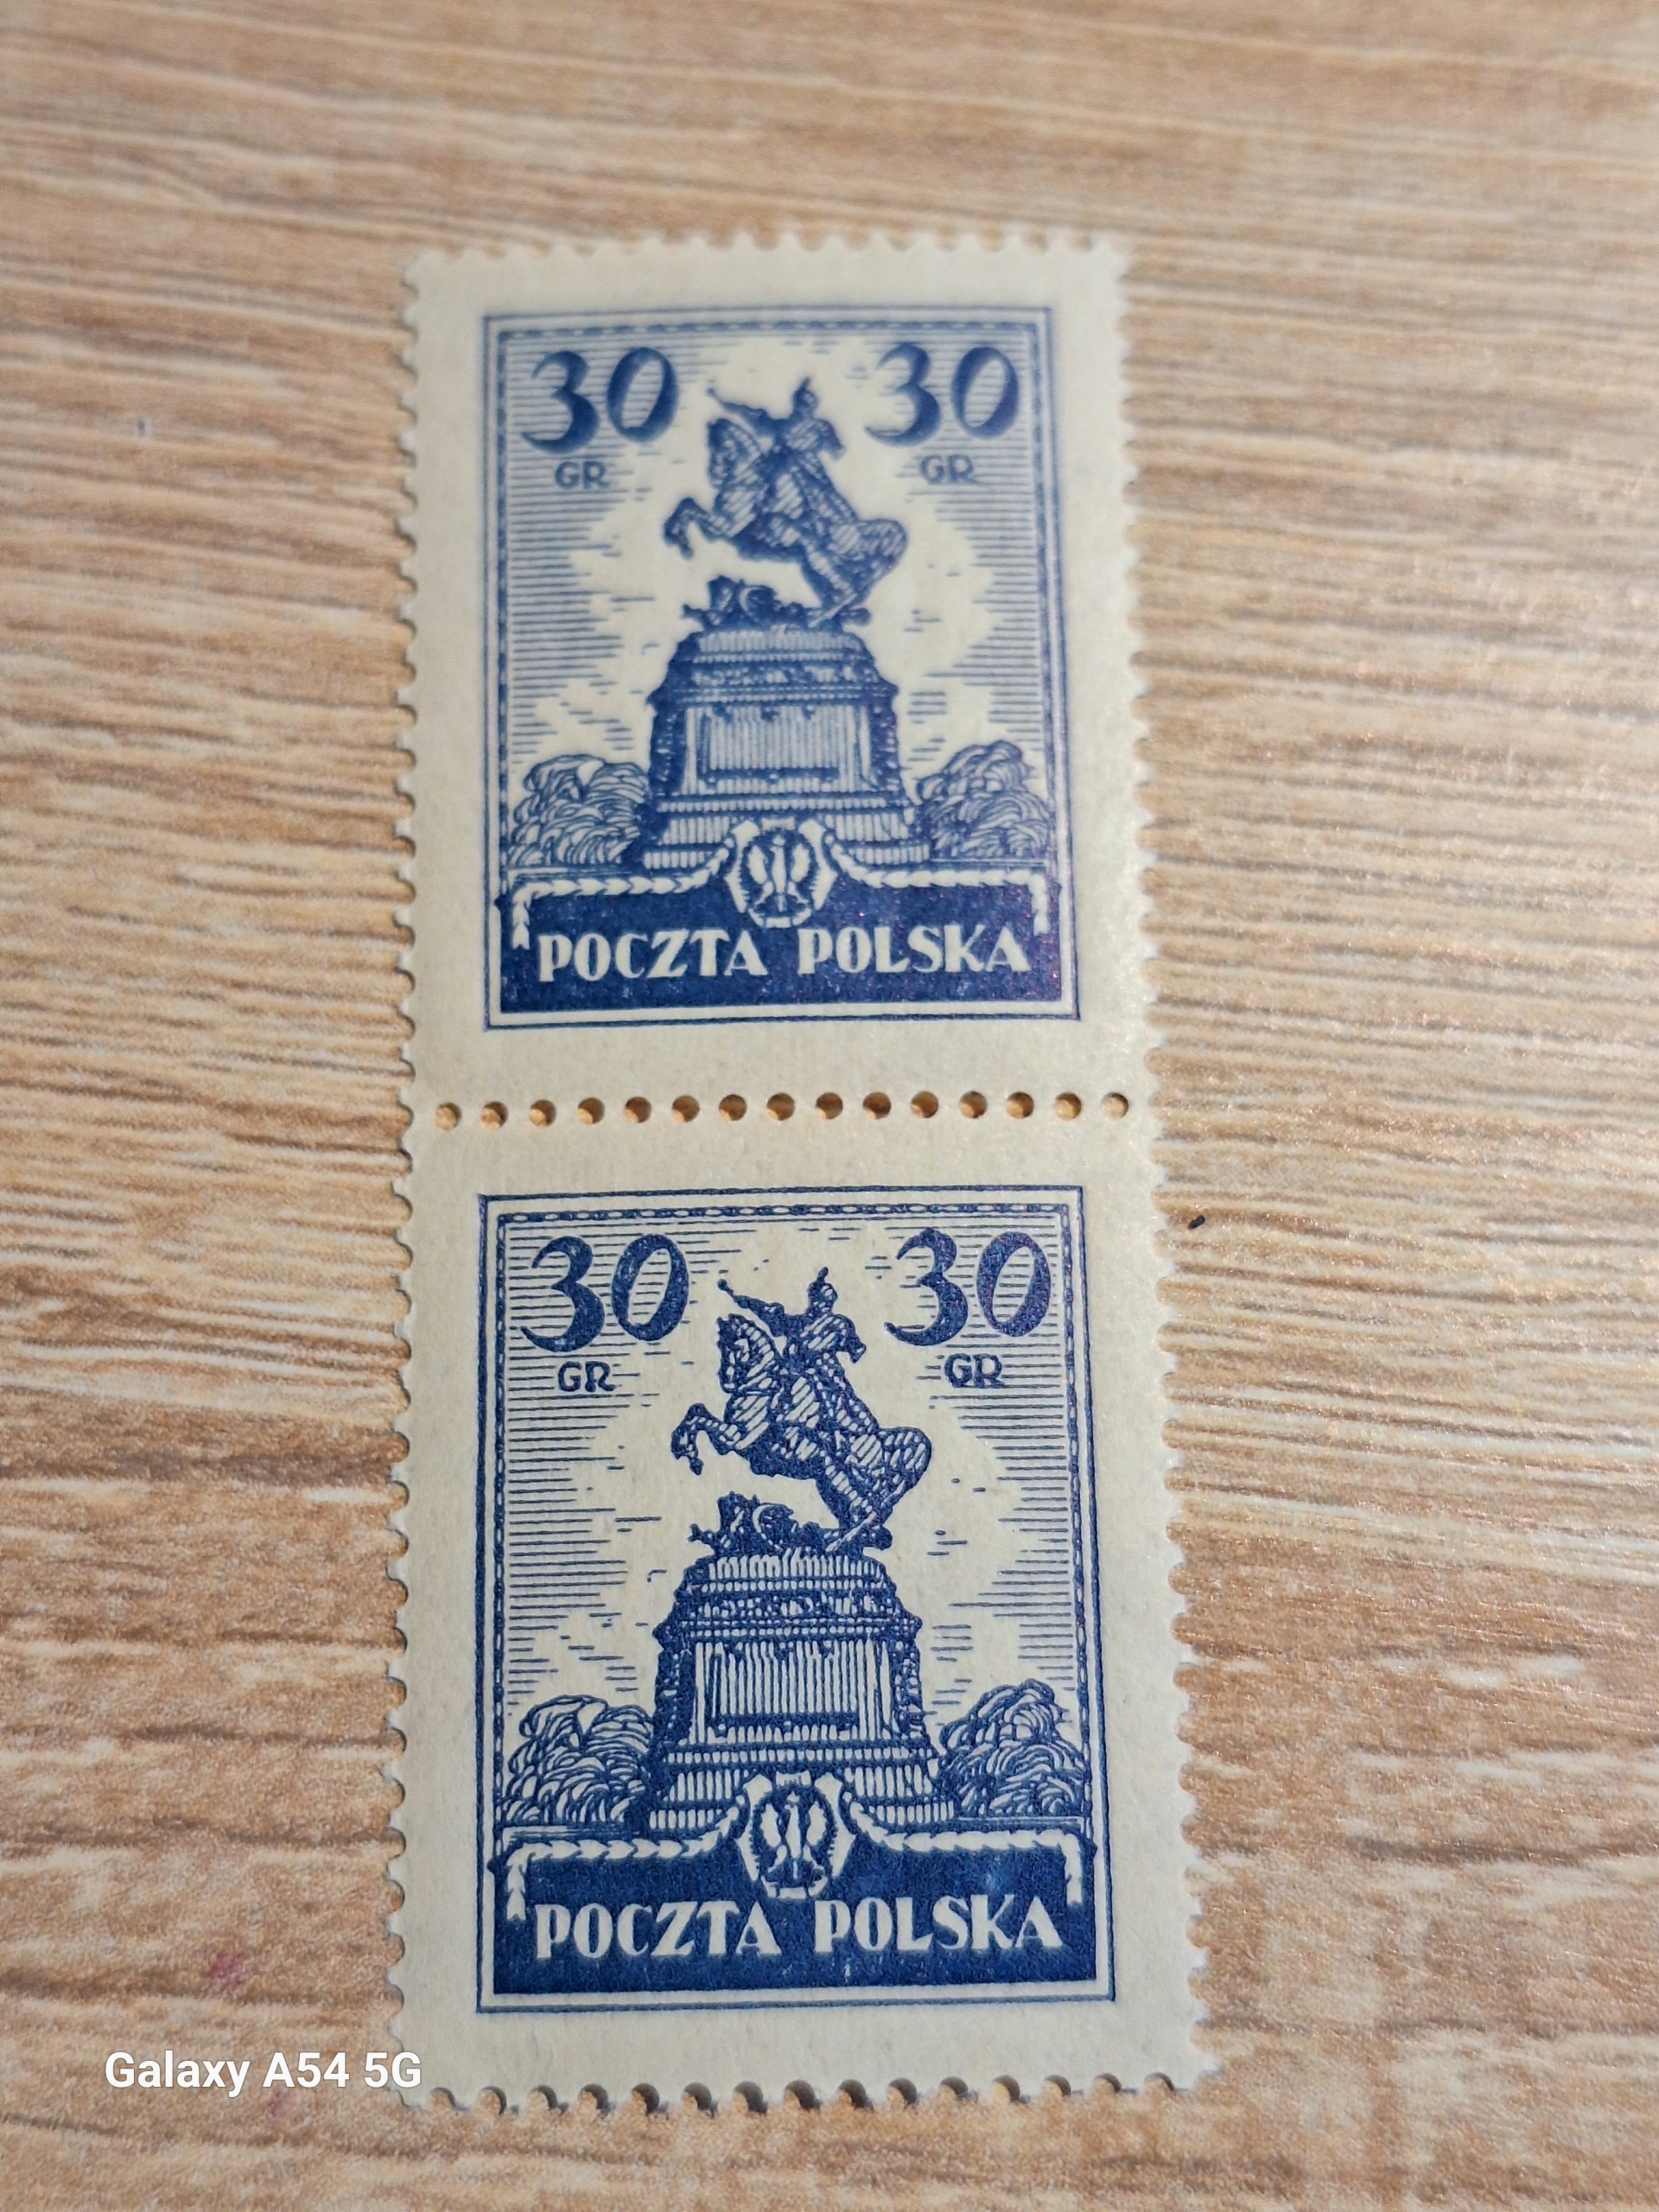 30 30
GR GR
POCZTA POLSKA
30 30
GR GR
POCZTA POLSKA
Galaxy A54 5G